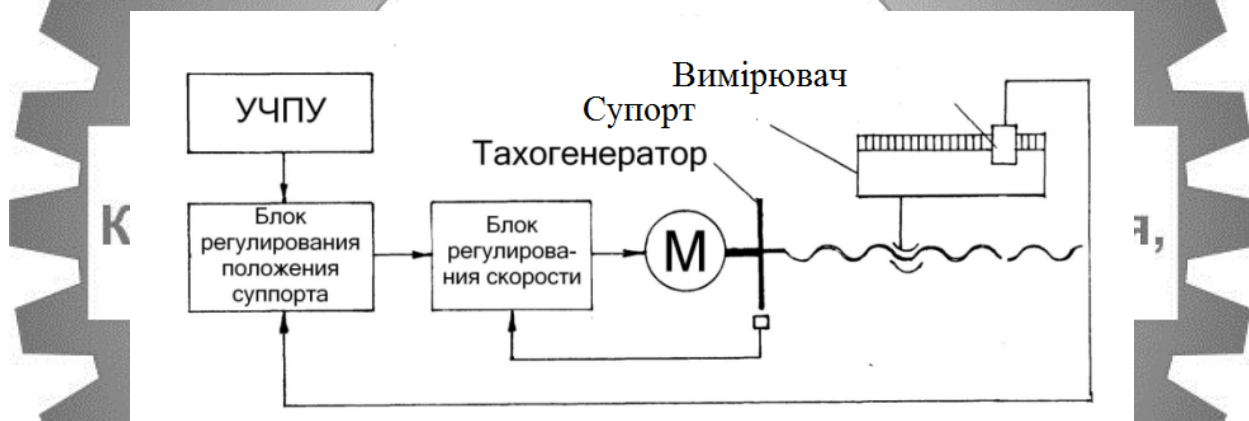 УЧПУ
Вимірювач
Супорт
Тахогенератор
Блок
регулирования
положения
суппорта
Блок
регулирова-
ния скорости
М
К
я,